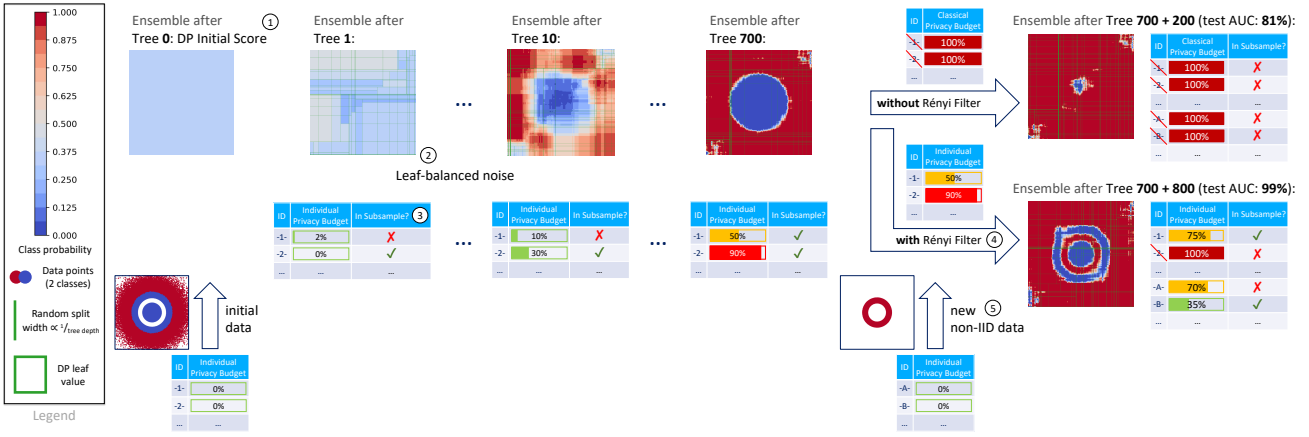 1.000
0.875
0.750
0.625
0.500
0.375
0.250
0.125
0.000
Class probability
Data points
(2 classes)
Random split
width ∝ 1/tree depth
DP leaf
value
Legend
Ensemble after ①
Tree 0: DP Initial Score
Ensemble after
Tree 1:
...
Ensemble after
Tree 10:
...
Ensemble after
Tree 700:
②
Leaf-balanced noise
ID Individual Privacy Budget In Subsample? ③
-1- 2% ✗
-2- 0% ✓
... ... ...
...
ID Individual Privacy Budget In Subsample?
-1- 10% ✗
-2- 30% ✓
... ... ...
...
ID Individual Privacy Budget In Subsample?
-1- 50% ✓
-2- 90% ✓
... ... ...
initial
data
ID Individual Privacy Budget
-1- 0%
-2- 0%
... ...
new ⑤
non-IID data
ID Individual Privacy Budget
-A- 0%
-B- 0%
... ...
ID Classical Privacy Budget
-1- 100%
-2- 100%
... ...
without Rényi Filter
ID Individual Privacy Budget
-1- 50%
-2- 90%
... ...
with Rényi Filter ④
Ensemble after Tree 700 + 200 (test AUC: 81%):
ID Classical Privacy Budget In Subsample?
-1- 100% ✗
-2- 100% ✗
... ... ...
-A- 100% ✗
-B- 100% ✗
... ... ...
Ensemble after Tree 700 + 800 (test AUC: 99%):
ID Individual Privacy Budget In Subsample?
-1- 75% ✓
-2- 100% ✗
... ... ...
-A- 70% ✗
-B- 35% ✓
... ... ...